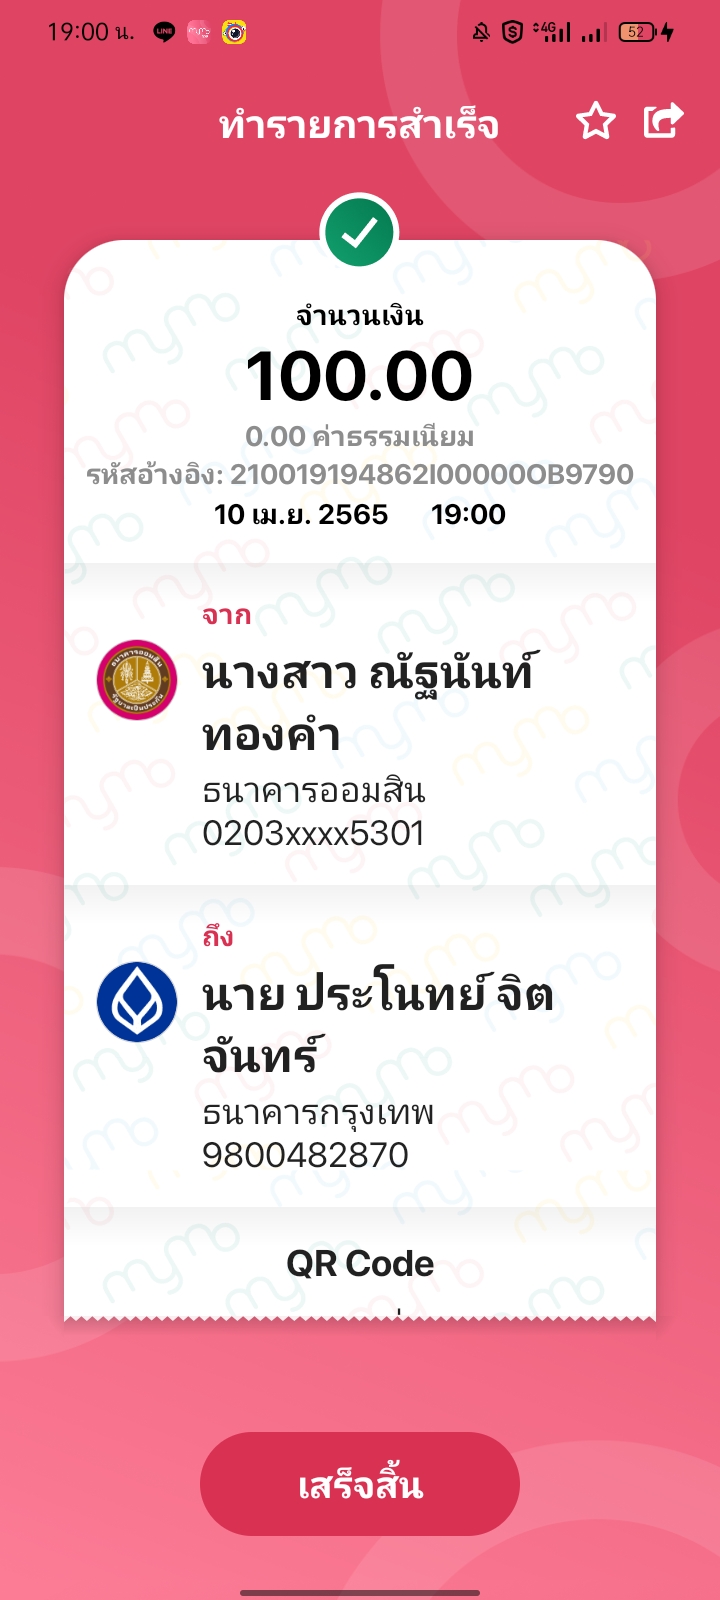 19:00 น.
4G
52
ทำรายการสำเร็จ
จำนวนเงิน
100.00
0.00 ค่าธรรมเนียม
รหัสอ้างอิง: 210019194862I00000OB9790
10 เม.ย. 2565 19:00
จาก
นางสาว ณัฐนันท์
ทองคำ
ธนาคารออมสิน
0203xxxx5301
ถึง
นาย ประโนทย์ จิต
จันทร์
ธนาคารกรุงเทพ
9800482870
QR Code
เสร็จสิ้น